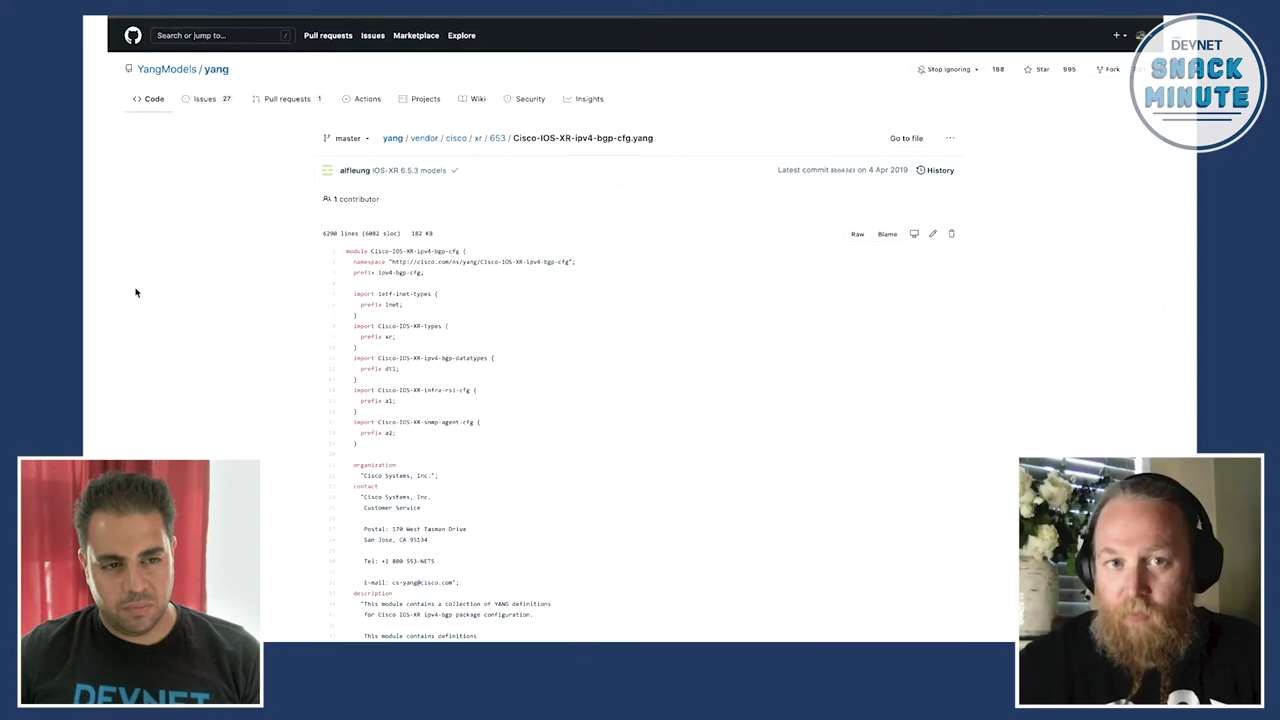 Search or jump to... /
Pull requests Issues Marketplace Explore
DEVNET
SNACK
MINUTE
YangModels / yang
Stop ignoring 188 Star 995 Fork
Code Issues 27 Pull requests 1 Actions Projects Wiki Security Insights
master yang / vendor / cisco / xr / 653 / Cisco-IOS-XR-ipv4-bgp-cfg.yang Go to file ...
alfleung IOS-XR 6.5.3 models Latest commit on 4 Apr 2019 History
1 contributor
6290 lines (6082 sloc) 182 KB Raw Blame
module Cisco-IOS-XR-ipv4-bgp-cfg {
namespace "http://cisco.com/ns/yang/Cisco-IOS-XR-ipv4-bgp-cfg";
prefix ipv4-bgp-cfg;
import ietf-inet-types {
prefix inet;
}
import Cisco-IOS-XR-types {
prefix xr;
}
import Cisco-IOS-XR-ipv4-bgp-datatypes {
prefix dt1;
}
import Cisco-IOS-XR-infra-rsi-cfg {
prefix a1;
}
import Cisco-IOS-XR-snmp-agent-cfg {
prefix a2;
}
organization
"Cisco Systems, Inc.";
contact
"Cisco Systems, Inc.
Customer Service
Postal: 170 West Tasman Drive
San Jose, CA 95134
Tel: +1 800 553-NETS
E-mail: cs-yang@cisco.com";
description
"This module contains a collection of YANG definitions
for Cisco IOS-XR ipv4-bgp package configuration.
This module contains definitions
DEVNET